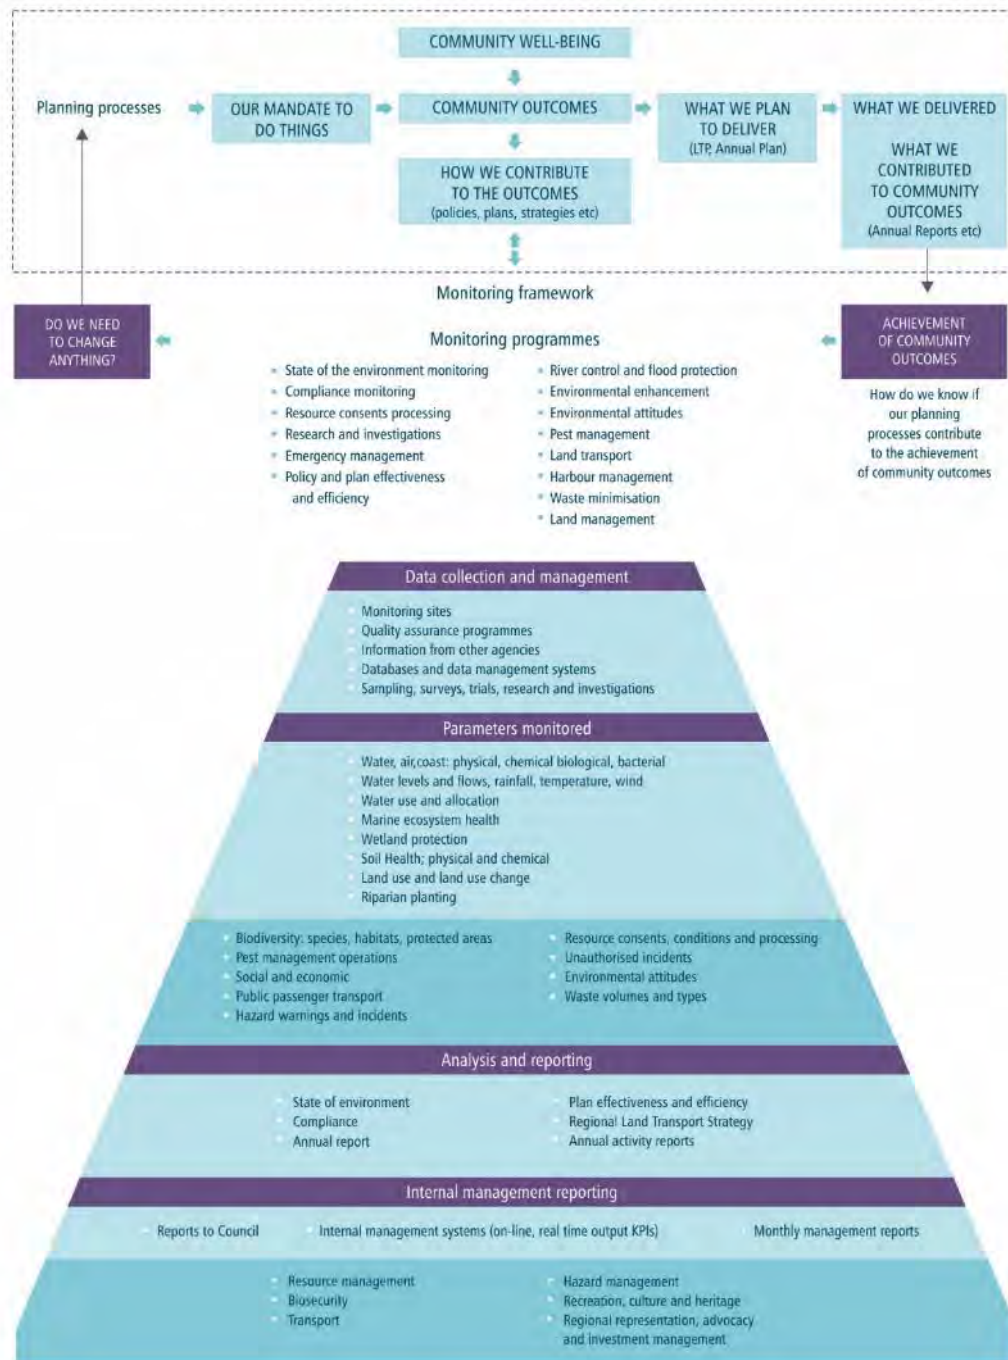 COMMUNITY WELL-BEING
Planning processes
OUR MANDATE TO
DO THINGS
COMMUNITY OUTCOMES
WHAT WE PLAN
TO DELIVER
(LTP, Annual Plan)
WHAT WE DELIVERED
WHAT WE
CONTRIBUTED
TO COMMUNITY
OUTCOMES
(Annual Reports etc)
HOW WE CONTRIBUTE
TO THE OUTCOMES
(policies, plans, strategies etc)
Monitoring framework
DO WE NEED
TO CHANGE
ANYTHING?
Monitoring programmes
State of the environment monitoring
Compliance monitoring
Resource consents processing
Research and investigations
Emergency management
Policy and plan effectiveness
and efficiency
River control and flood protection
Environmental enhancement
Environmental attitudes
Pest management
Land transport
Harbour management
Waste minimisation
Land management
ACHIEVEMENT
OF COMMUNITY
OUTCOMES
How do we know if
our planning
processes contribute
to the achievement
of community outcomes
Data collection and management
Monitoring sites
Quality assurance programmes
Information from other agencies
Databases and data management systems
Sampling, surveys, trials, research and investigations
Parameters monitored
Water, air,coast: physical, chemical biological, bacterial
Water levels and flows, rainfall, temperature, wind
Water use and allocation
Marine ecosystem health
Wetland protection
Soil Health; physical and chemical
Land use and land use change
Riparian planting
Biodiversity: species, habitats, protected areas
Pest management operations
Social and economic
Public passenger transport
Hazard warnings and incidents
Resource consents, conditions and processing
Unauthorised incidents
Environmental attitudes
Waste volumes and types
Analysis and reporting
State of environment
Compliance
Annual report
Plan effectiveness and efficiency
Regional Land Transport Strategy
Annual activity reports
Internal management reporting
Reports to Council
Internal management systems (on-line, real time output KPIs)
Monthly management reports
Resource management
Biosecurity
Transport
Hazard management
Recreation, culture and heritage
Regional representation, advocacy
and investment management